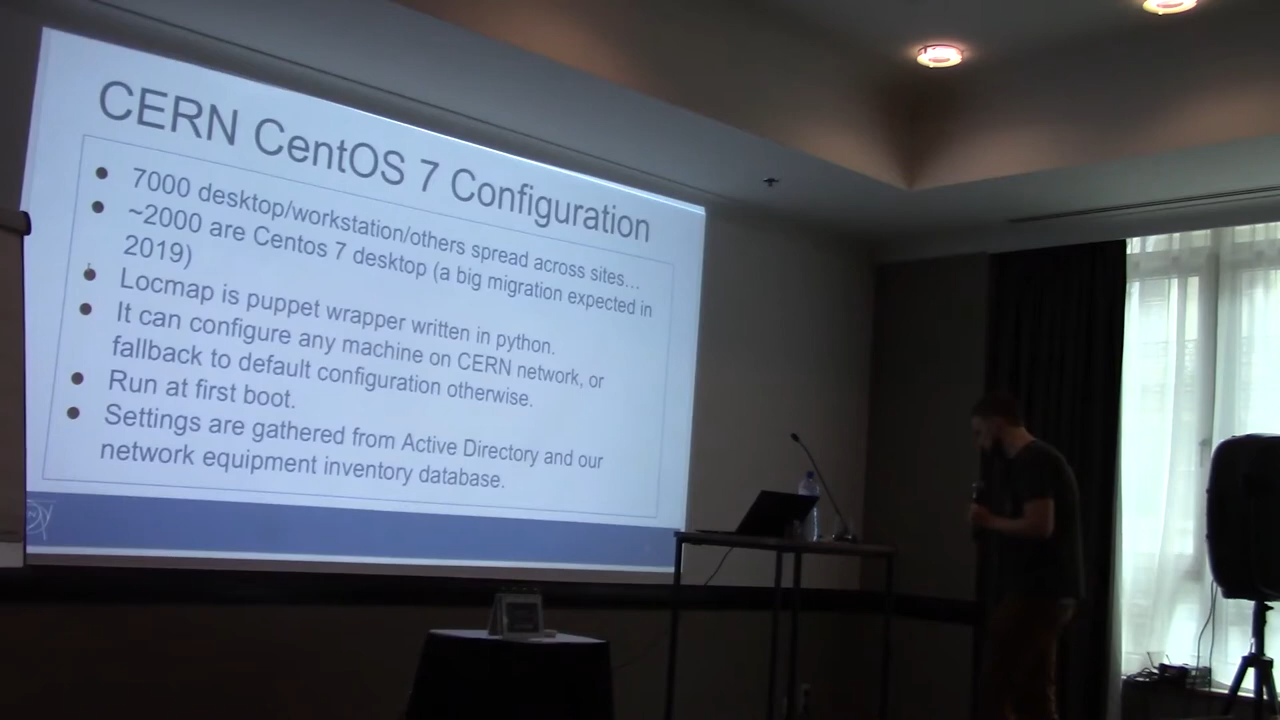 CERN CentOS 7 Configuration
7000 desktop/workstation/others spread across sites...
~2000 are Centos 7 desktop (a big migration expected in
2019)
Locmap is puppet wrapper written in python.
It can configure any machine on CERN network, or
fallback to default configuration otherwise.
Run at first boot.
Settings are gathered from Active Directory and our
network equipment inventory database.